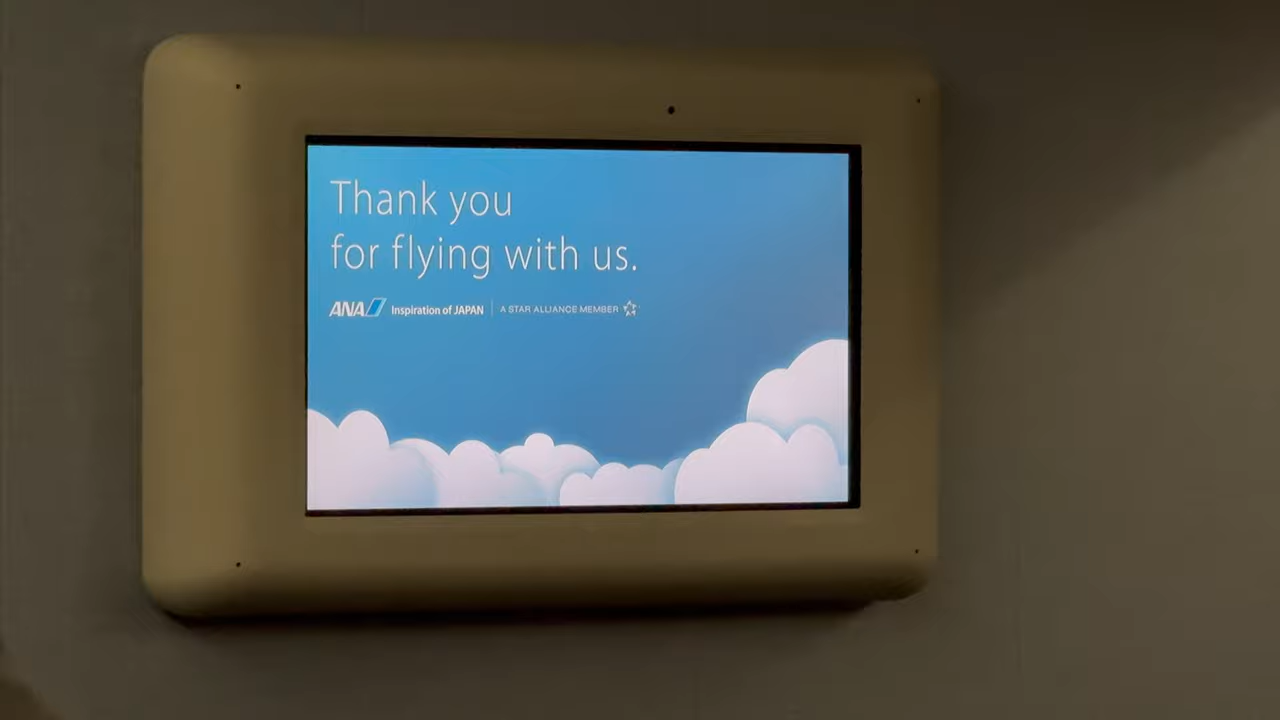 Thank you
for flying with us.
ANA Inspiration of JAPAN | A STAR ALLIANCE MEMBER